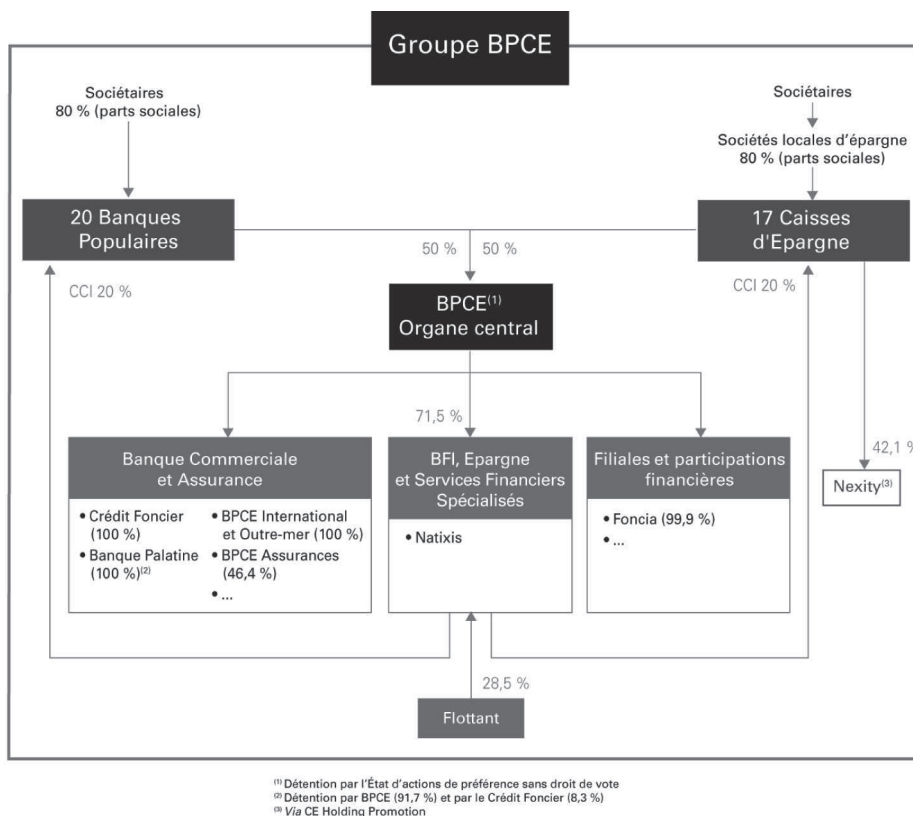 Groupe BPCE
Sociétaires
80 % (parts sociales)
Sociétaires
Sociétés locales d'épargne
80 % (parts sociales)
20 Banques
Populaires
17 Caisses
d'Epargne
50 %
50 %
CCI 20 %
CCI 20 %
BPCE(1)
Organe central
71,5 %
42,1 %
Banque Commerciale
et Assurance
• Crédit Foncier
(100 %)
• Banque Palatine
(100 %)(2)
• BPCE International
et Outre-mer (100 %)
• BPCE Assurances
(46,4 %)
• ...
BFI, Epargne
et Services Financiers
Spécialisés
• Natixis
Filiales et participations
financières
• Foncia (99,9 %)
• ...
Nexity(3)
28,5 %
Flottant
(1) Détention par l'État d'actions de préférence sans droit de vote
(2) Détention par BPCE (91,7 %) et par le Crédit Foncier (8,3 %)
(3) Via CE Holding Promotion